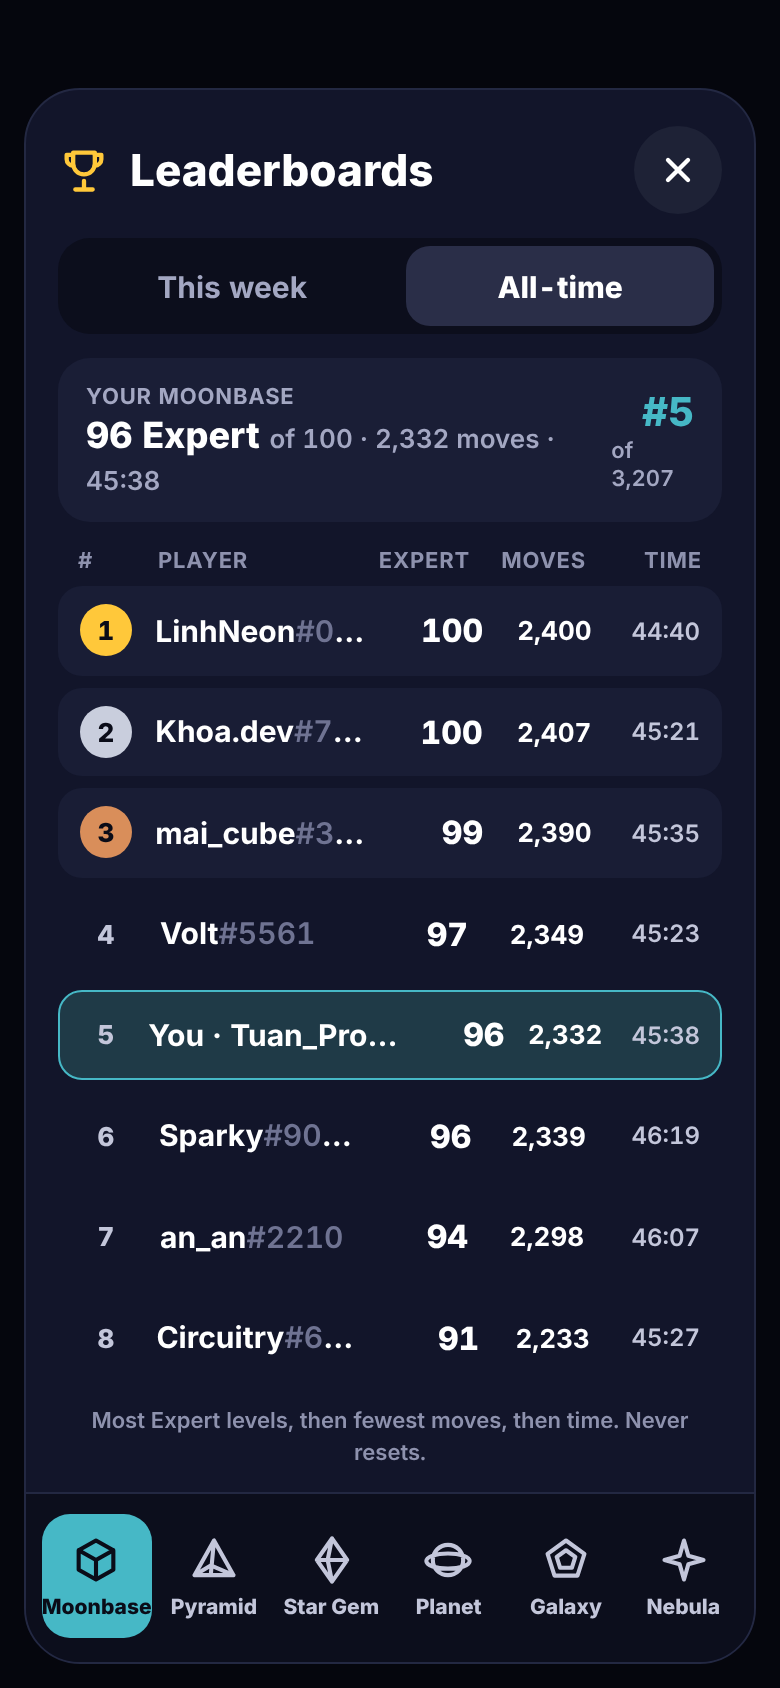 Leaderboards
This week All-time
YOUR MOONBASE
96 Expert of 100 · 2,332 moves ·
45:38
#5
of
3,207
# PLAYER EXPERT MOVES TIME
1 LinhNeon#0... 100 2,400 44:40
2 Khoa.dev#7... 100 2,407 45:21
3 mai_cube#3... 99 2,390 45:35
4 Volt#5561 97 2,349 45:23
5 You · Tuan_Pro... 96 2,332 45:38
6 Sparky#90... 96 2,339 46:19
7 an_an#2210 94 2,298 46:07
8 Circuitry#6... 91 2,233 45:27
Most Expert levels, then fewest moves, then time. Never
resets.
Moonbase Pyramid Star Gem Planet Galaxy Nebula